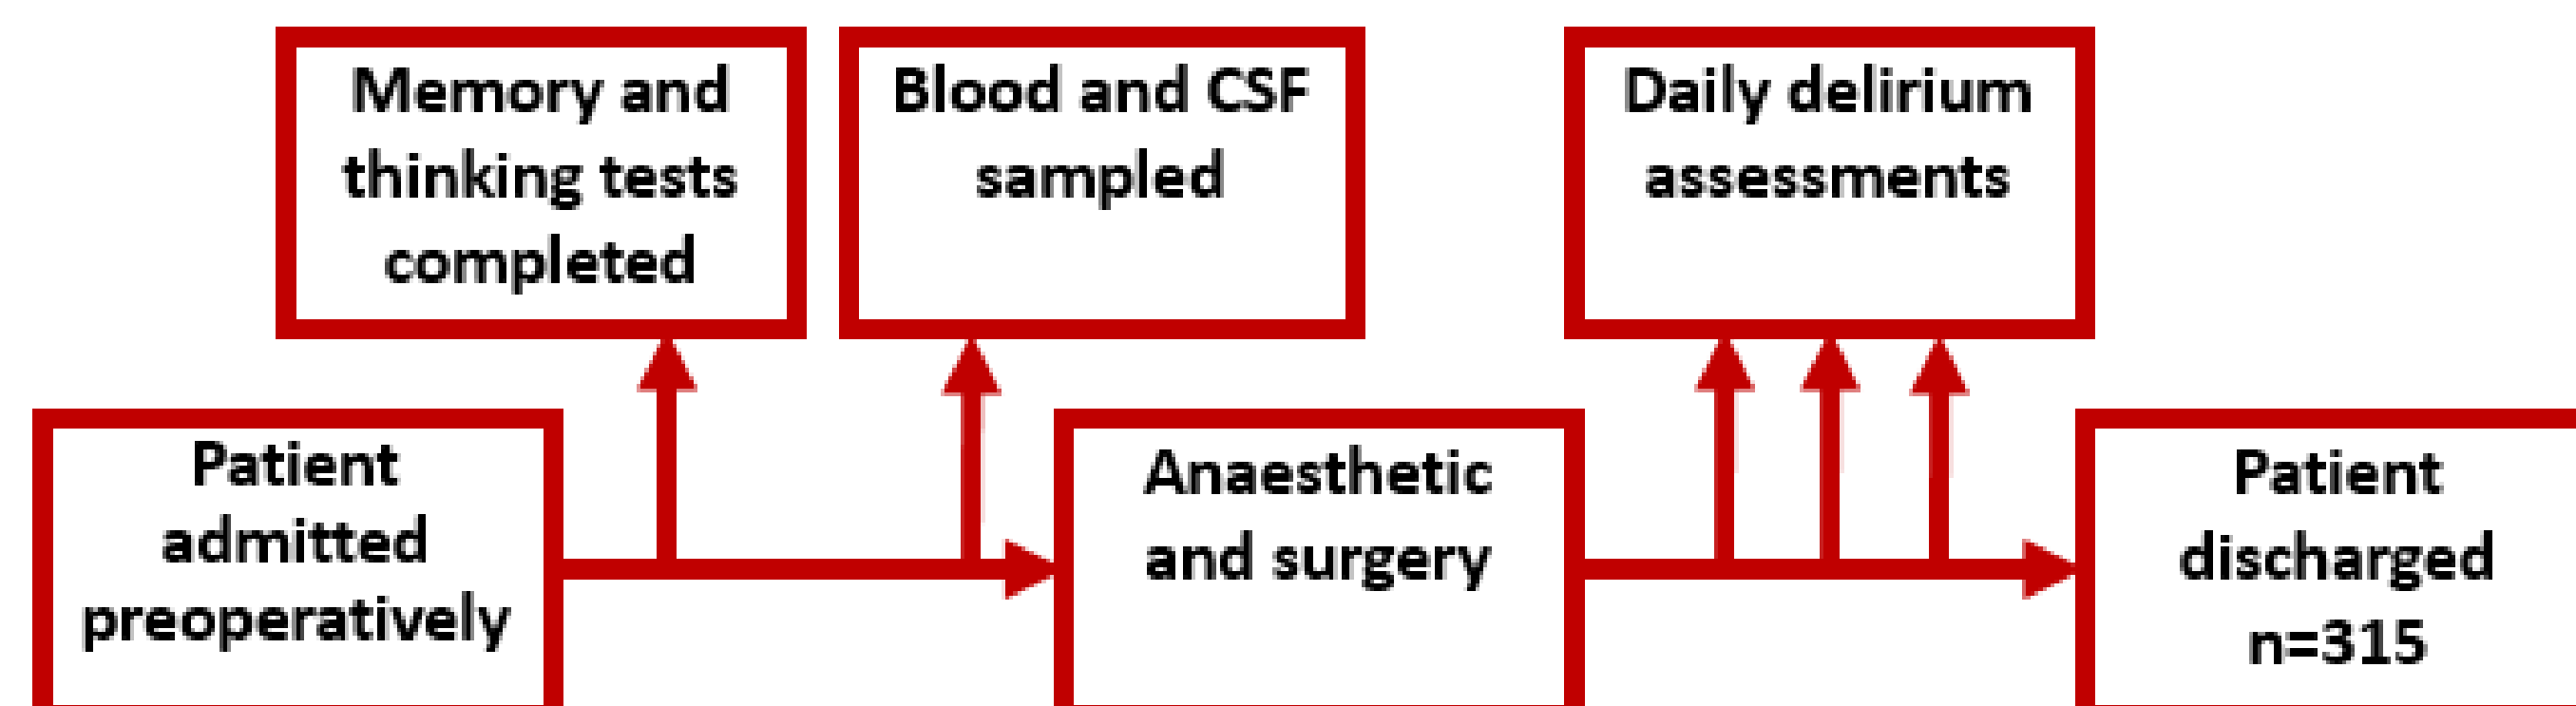 Memory and
thinking tests
completed
Blood and CSF
sampled
Daily delirium
assessments
Patient
admitted
preoperatively
Anaesthetic
and surgery
Patient
discharged
n=315